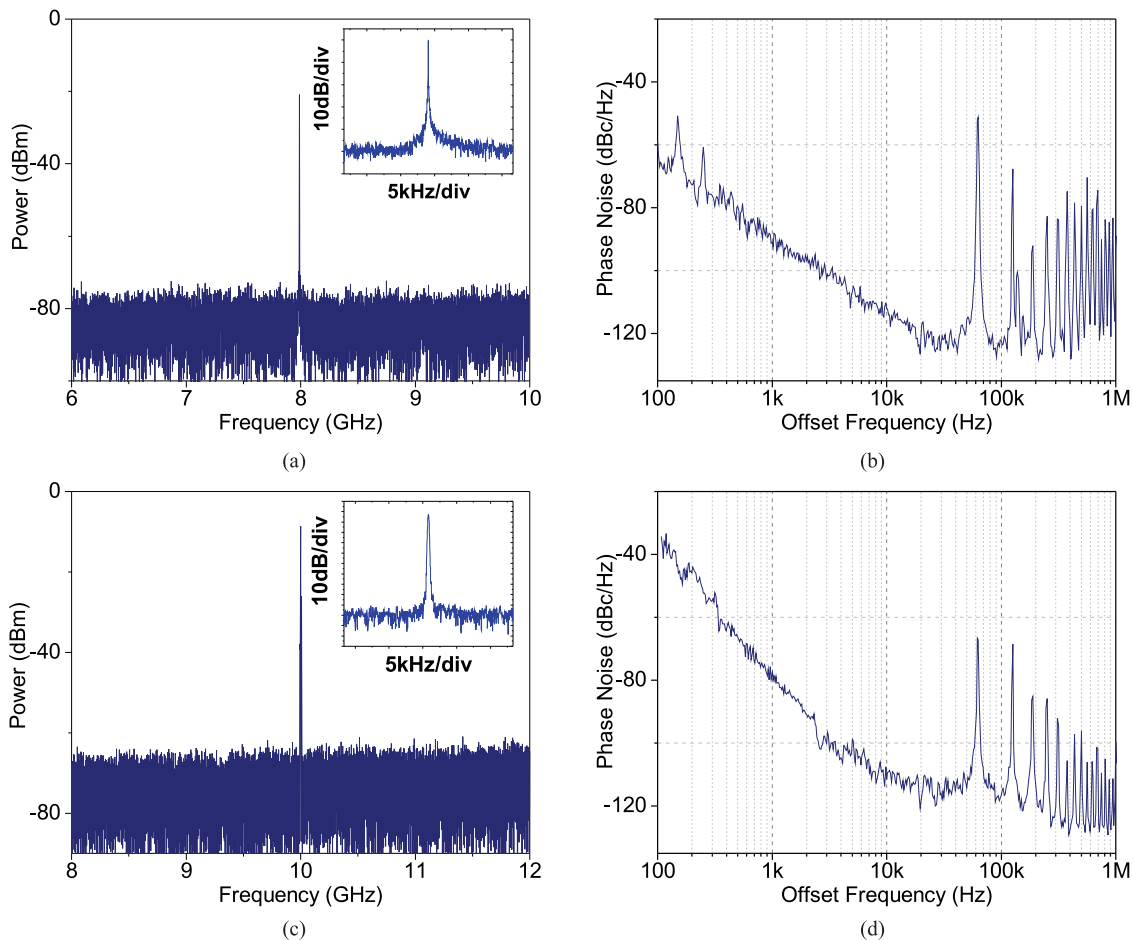 0
-40
-80
Power (dBm)
10dB/div
5kHz/div
6 7 8 9 10
Frequency (GHz)
(a)
-40
-80
-120
Phase Noise (dBc/Hz)
100 1k 10k 100k 1M
Offset Frequency (Hz)
(b)
0
-40
-80
Power (dBm)
10dB/div
5kHz/div
8 9 10 11 12
Frequency (GHz)
(c)
-40
-80
-120
Phase Noise (dBc/Hz)
100 1k 10k 100k 1M
Offset Frequency (Hz)
(d)